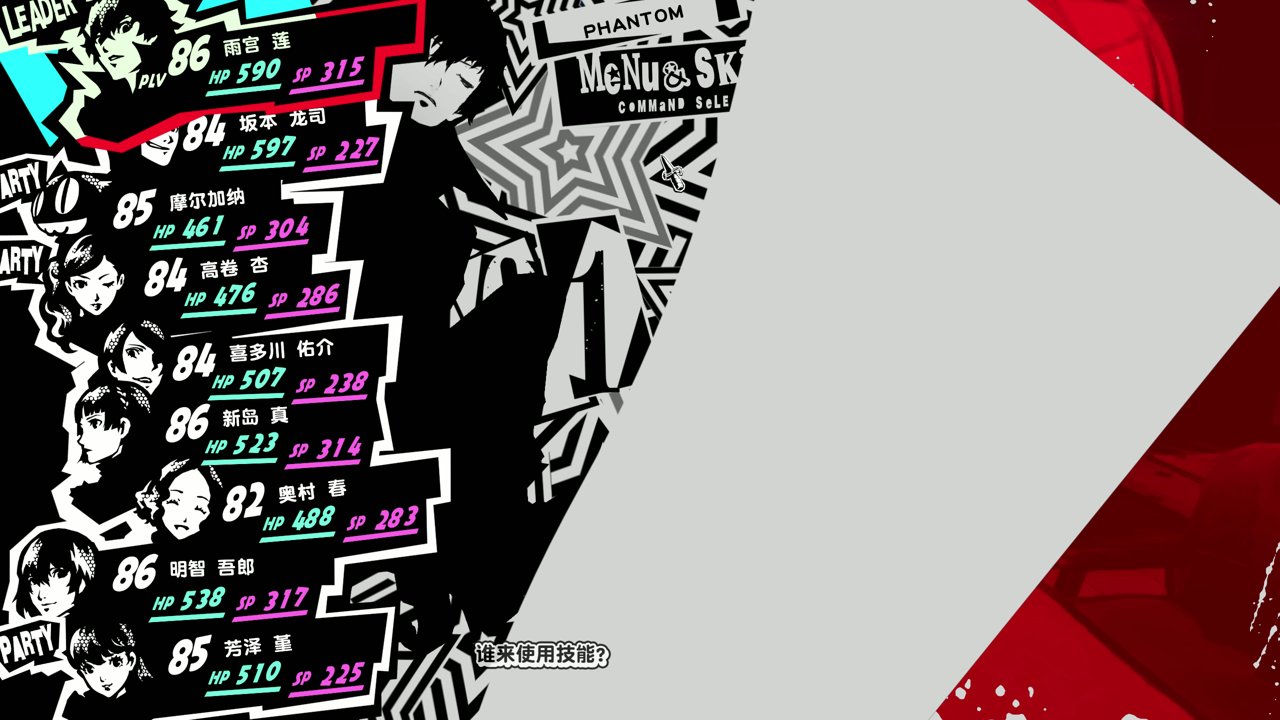 LEADER
PLV 86 雨宫 莲
HP 590 SP 315
84 坂本 龙司
HP 597 SP 227
ARTY
85 摩尔加纳
HP 461 SP 304
ARTY
84 高卷 杏
HP 476 SP 286
84 喜多川 佑介
HP 507 SP 238
86 新岛 真
HP 523 SP 314
82 奥村 春
HP 488 SP 283
86 明智 吾郎
HP 538 SP 317
PARTY
85 芳泽 堇
HP 510 SP 225
PHANTOM
MeNu & SK
CoMMaND SeLE
1
谁来使用技能?